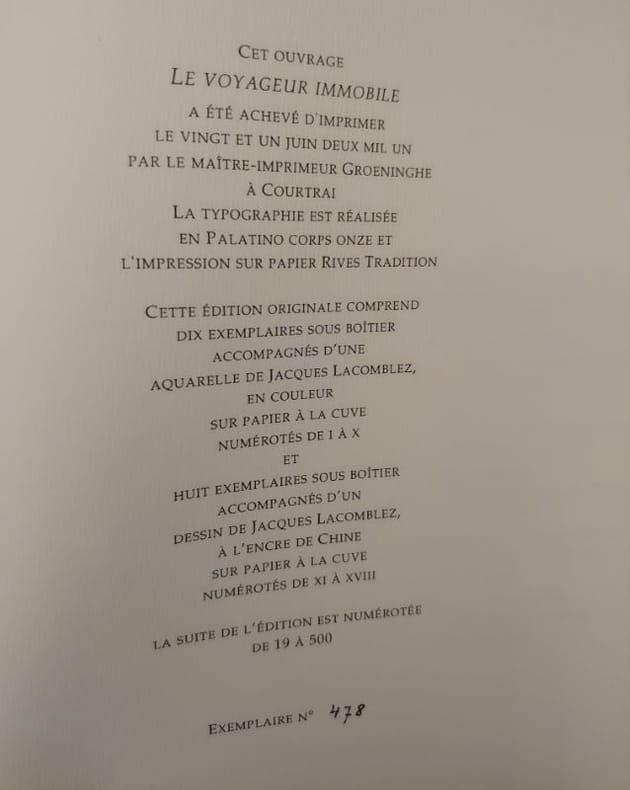 CET OUVRAGE
LE VOYAGEUR IMMOBILE
A ÉTÉ ACHEVÉ D'IMPRIMER
LE VINGT ET UN JUIN DEUX MIL UN
PAR LE MAÎTRE-IMPRIMEUR GROENINGHE
À COURTRAI
LA TYPOGRAPHIE EST RÉALISÉE
EN PALATINO CORPS ONZE ET
L'IMPRESSION SUR PAPIER RIVES TRADITION
CETTE ÉDITION ORIGINALE COMPREND
DIX EXEMPLAIRES SOUS BOÎTIER
ACCOMPAGNÉS D'UNE
AQUARELLE DE JACQUES LACOMBLEZ,
EN COULEUR
SUR PAPIER À LA CUVE
NUMÉROTÉS DE I À X
ET
HUIT EXEMPLAIRES SOUS BOÎTIER
ACCOMPAGNÉS D'UN
DESSIN DE JACQUES LACOMBLEZ,
À L'ENCRE DE CHINE
SUR PAPIER À LA CUVE
NUMÉROTÉS DE XI À XVIII
LA SUITE DE L'ÉDITION EST NUMÉROTÉE
DE 19 À 500
EXEMPLAIRE N° 478